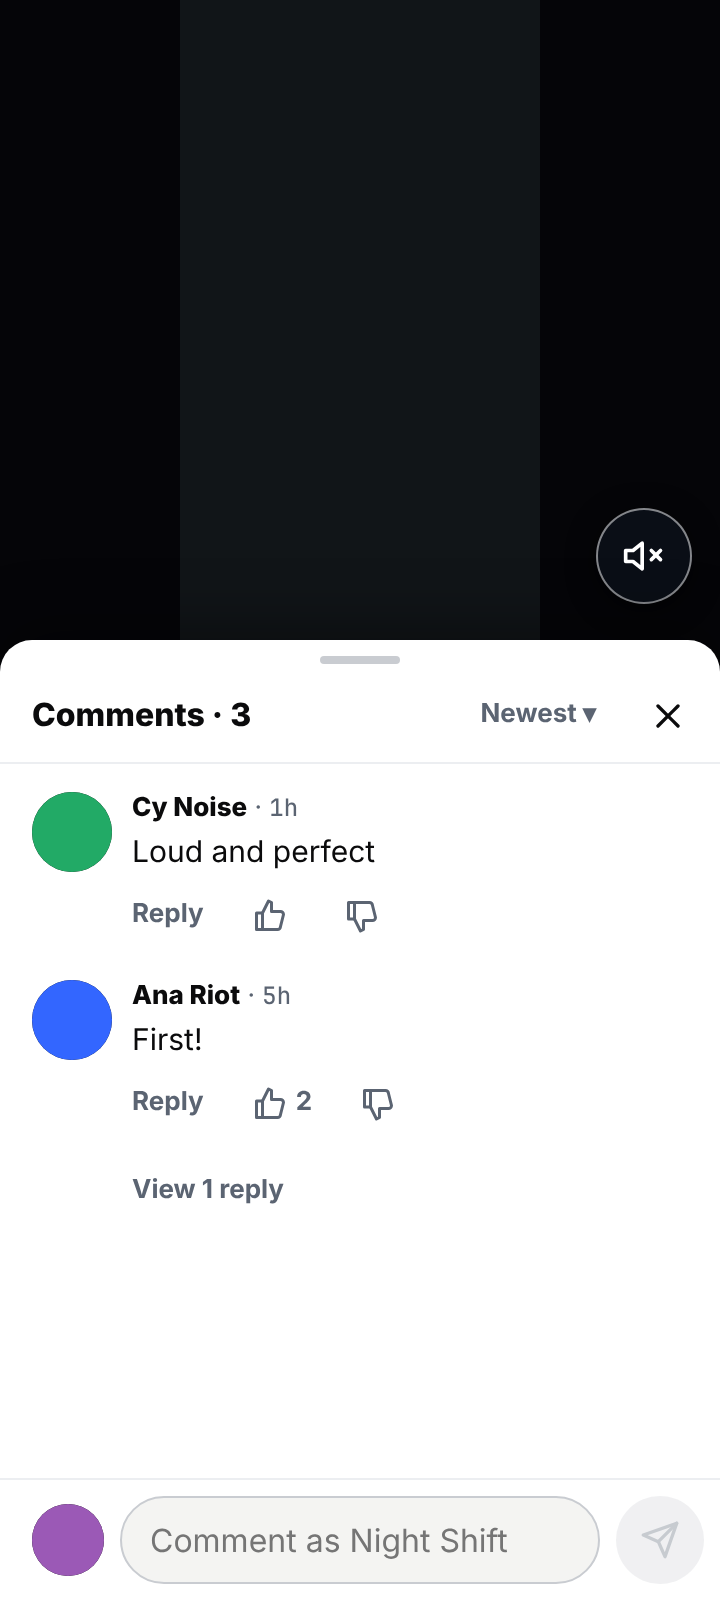 Comments · 3
Newest ▾
Cy Noise · 1h
Loud and perfect
Reply
Ana Riot · 5h
First!
Reply 2
View 1 reply
Comment as Night Shift